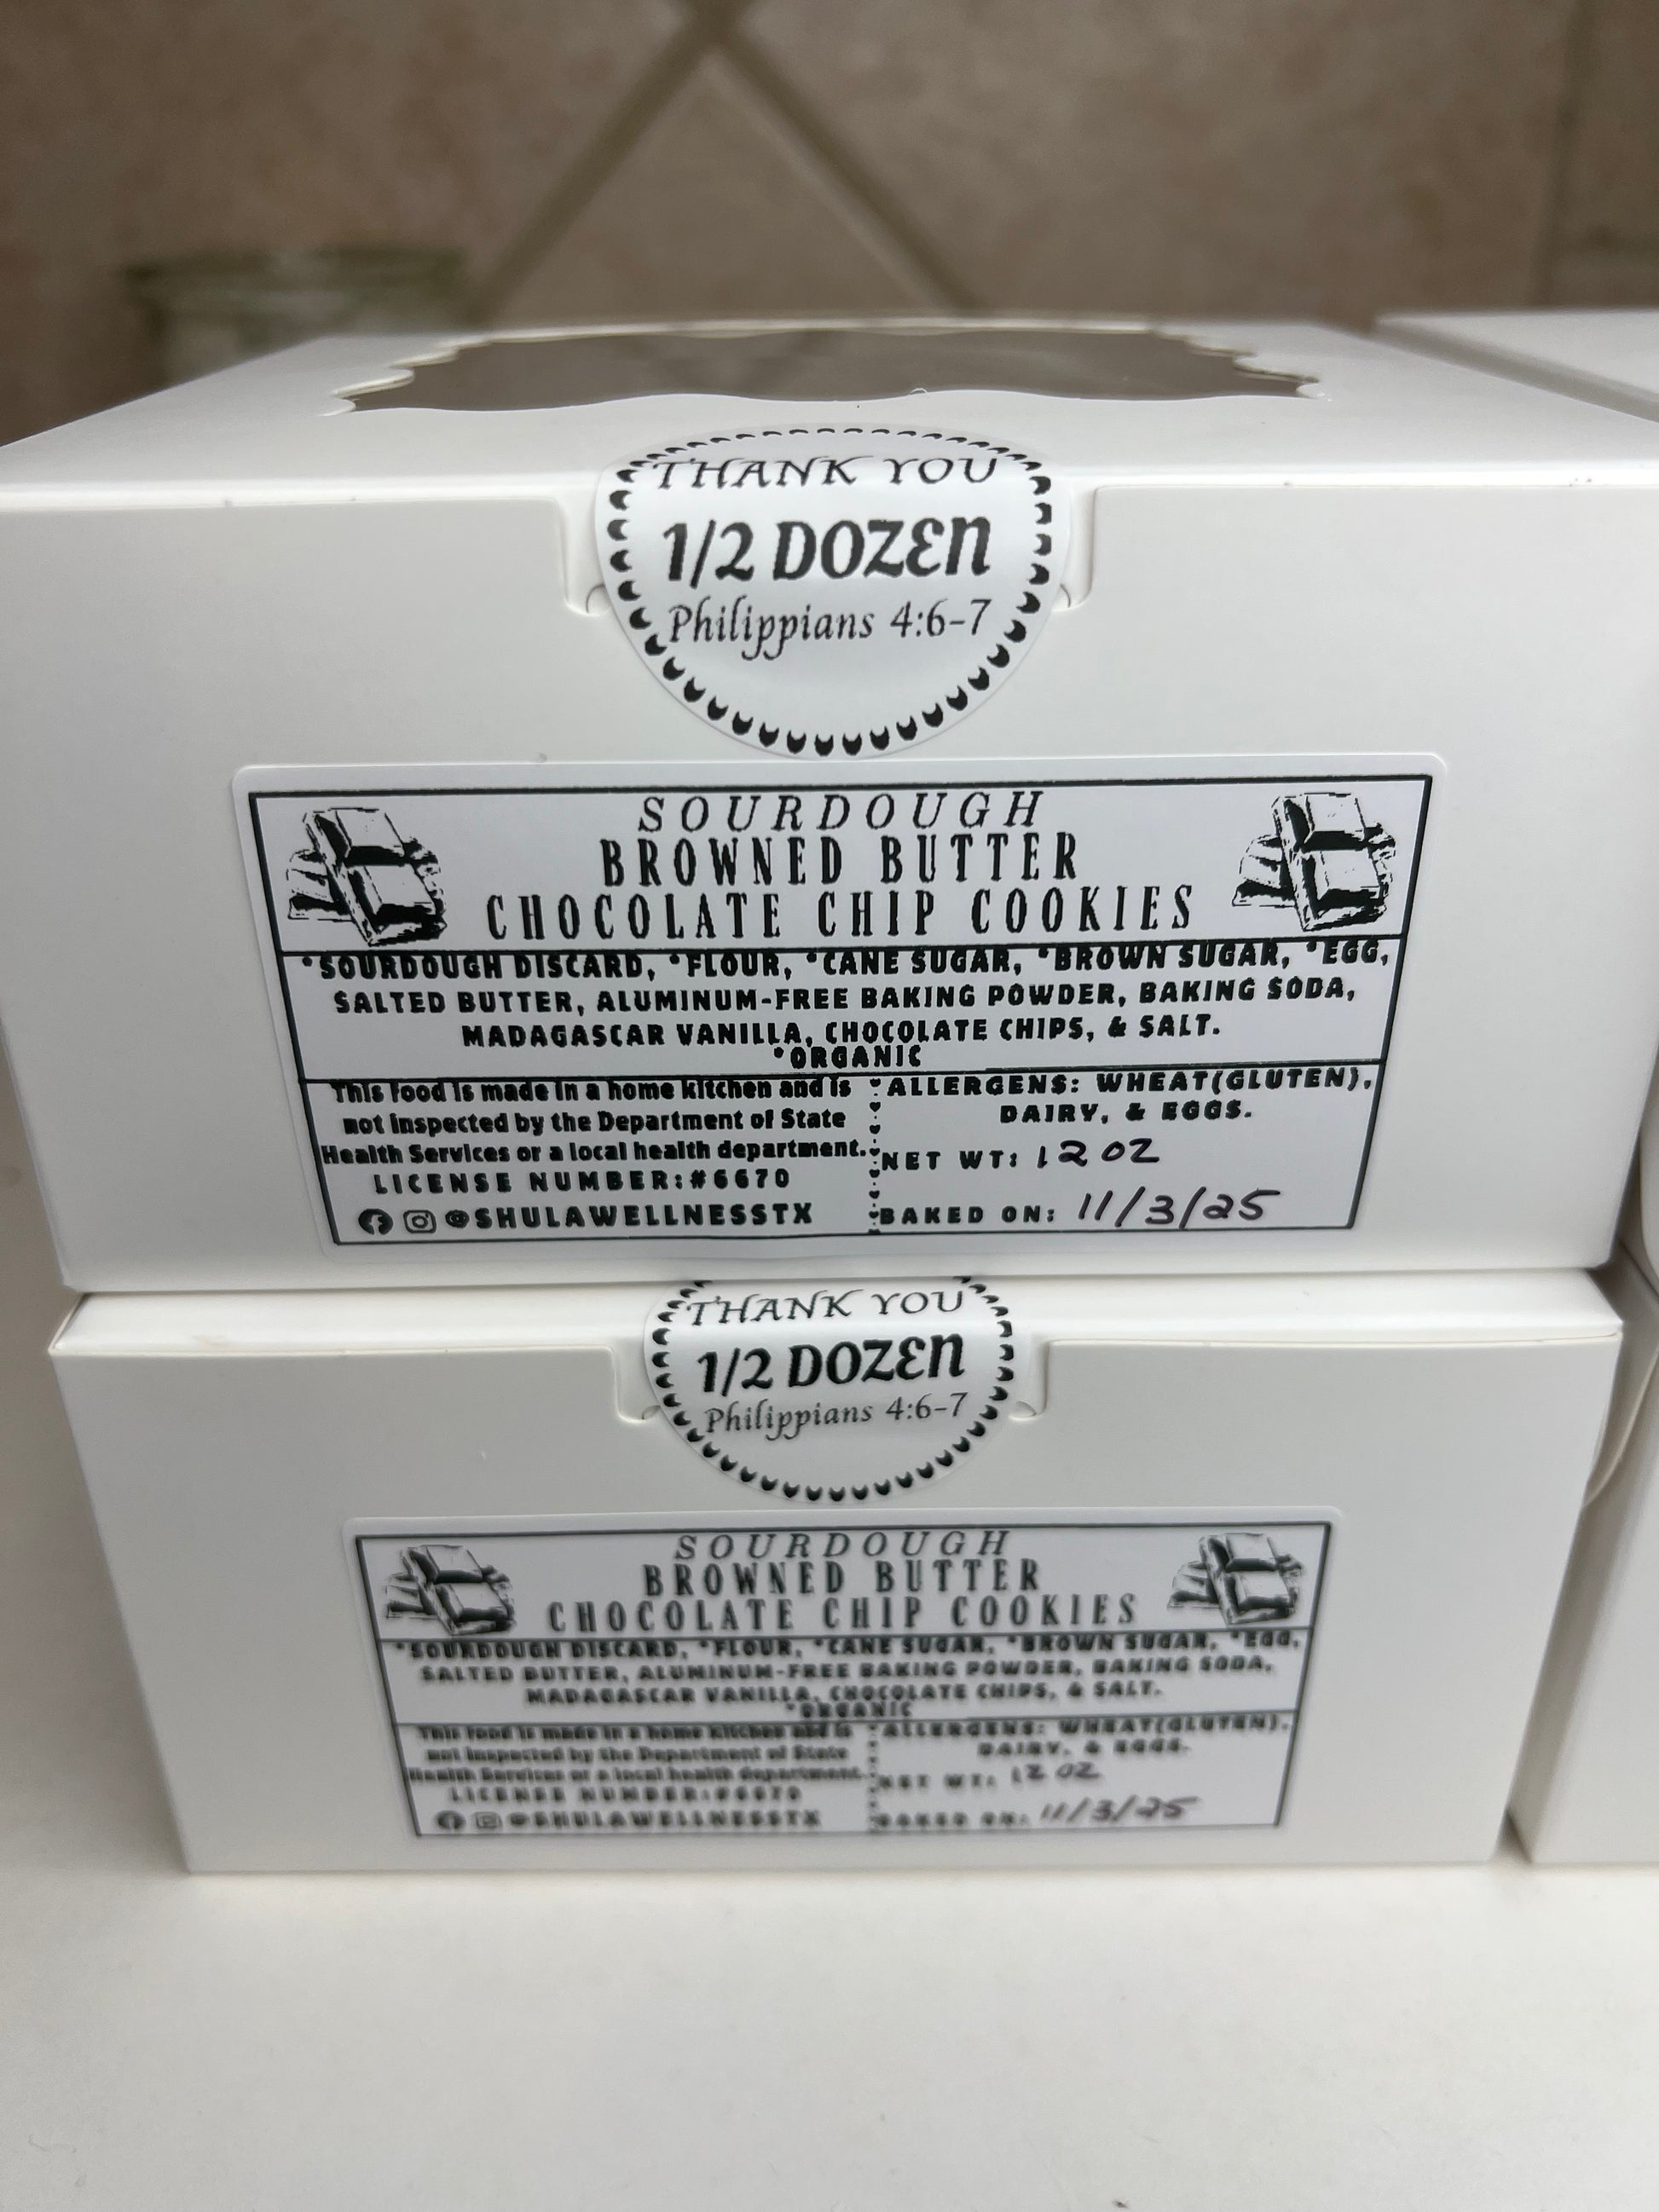 THANK YOU
1/2 DOZEN
Philippians 4:6-7
SOURDOUGH
BROWNED BUTTER
CHOCOLATE CHIP COOKIES
*SOURDOUGH DISCARD, *FLOUR, *CANE SUGAR, *BROWN SUGAR, *EGG,
SALTED BUTTER, ALUMINUM-FREE BAKING POWDER, BAKING SODA,
MADAGASCAR VANILLA, CHOCOLATE CHIPS, & SALT.
*ORGANIC
This food is made in a home kitchen and is
not inspected by the Department of State
Health Services or a local health department.
LICENSE NUMBER:#6670
@SHULAWELLNESSTX
ALLERGENS: WHEAT(GLUTEN),
DAIRY, & EGGS.
NET WT: 12 OZ
BAKED ON: 11/3/25
THANK YOU
1/2 DOZEN
Philippians 4:6-7
SOURDOUGH
BROWNED BUTTER
CHOCOLATE CHIP COOKIES
*SOURDOUGH DISCARD, *FLOUR, *CANE SUGAR, *BROWN SUGAR, *EGG,
SALTED BUTTER, ALUMINUM-FREE BAKING POWDER, BAKING SODA,
MADAGASCAR VANILLA, CHOCOLATE CHIPS, & SALT.
*ORGANIC
This food is made in a home kitchen and is
not inspected by the Department of State
Health Services or a local health department.
LICENSE NUMBER:#6670
@SHULAWELLNESSTX
ALLERGENS: WHEAT(GLUTEN),
DAIRY, & EGGS.
NET WT: 12 OZ
BAKED ON: 11/3/25